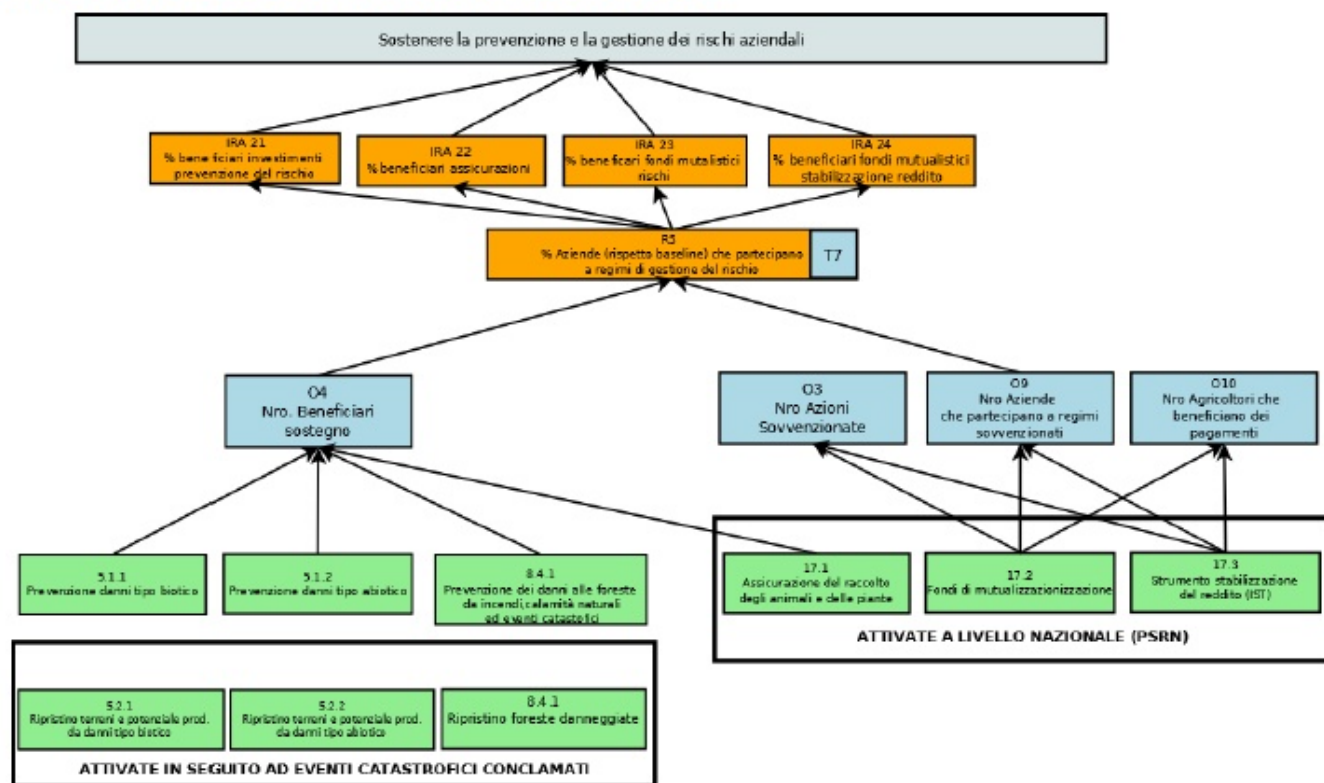 Sostenere la prevenzione e la gestione dei rischi aziendali
IRA 21
% beneficiari investimenti
prevenzione del rischio
IRA 22
% beneficiari assicurazioni
IRA 23
% beneficari fondi mutalistici
rischi
IRA 24
% beneficiari fondi mutualistici
stabilizzazione reddito
R5
% Aziende (rispetto baseline) che partecipano
a regimi di gestione del rischio
T7
O4
Nro. Beneficiari
sostegno
O3
Nro Azioni
Sovvenzionate
O9
Nro Aziende
che partecipano a regimi
sovvenzionati
O10
Nro Agricoltori che
beneficiano dei
pagamenti
5.1.1
Prevenzione danni tipo biotico
5.1.2
Prevenzione danni tipo abiotico
8.4.1
Prevenzione dei danni alle foreste
da incendi,calamità naturali
ed eventi catastofici
17.1
Assicurazione del raccolto
degli animali e delle piante
17.2
Fondi di mutualizzazionizzazione
17.3
Strumento stabilizzazione
del reddito (IST)
ATTIVATE A LIVELLO NAZIONALE (PSRN)
5.2.1
Ripristino terreni e potenziale prod.
da danni tipo biotico
5.2.2
Ripristino terreni e potenziale prod.
da danni tipo abiotico
8.4.1
Ripristino foreste danneggiate
ATTIVATE IN SEGUITO AD EVENTI CATASTROFICI CONCLAMATI